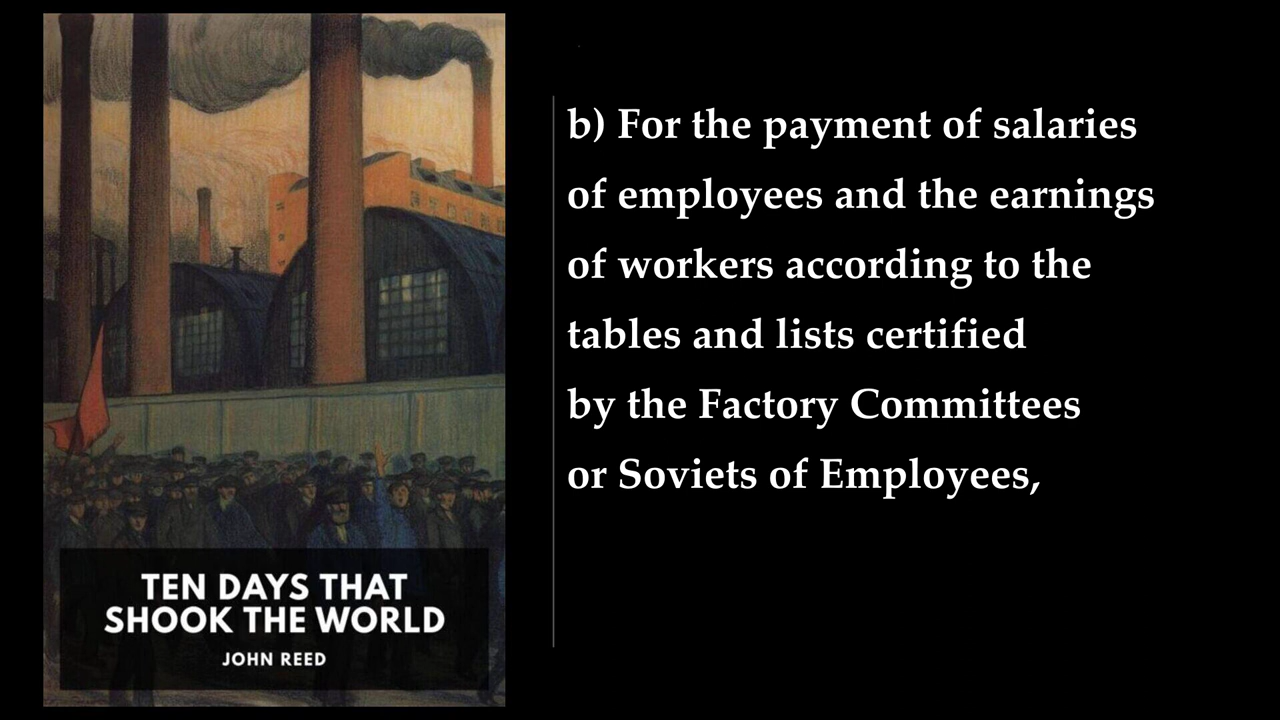 b) For the payment of salaries
of employees and the earnings
of workers according to the
tables and lists certified
by the Factory Committees
or Soviets of Employees,
TEN DAYS THAT
SHOOK THE WORLD
JOHN REED